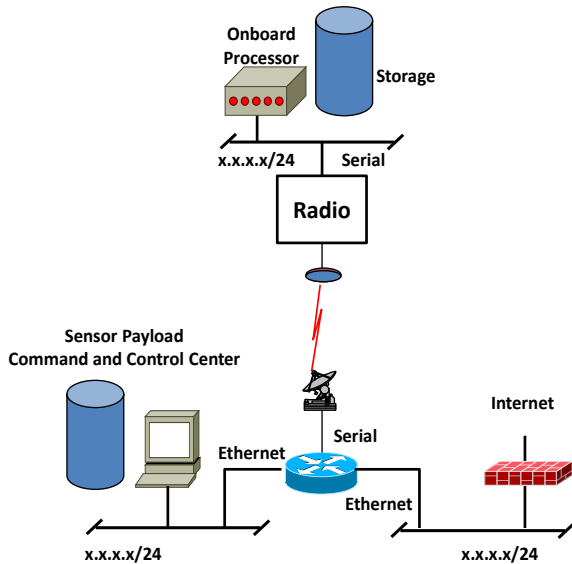 Onboard
Processor
Storage
x.x.x.x/24
Serial
Radio
Sensor Payload
Command and Control Center
Internet
Serial
Ethernet
Ethernet
x.x.x.x/24
x.x.x.x/24